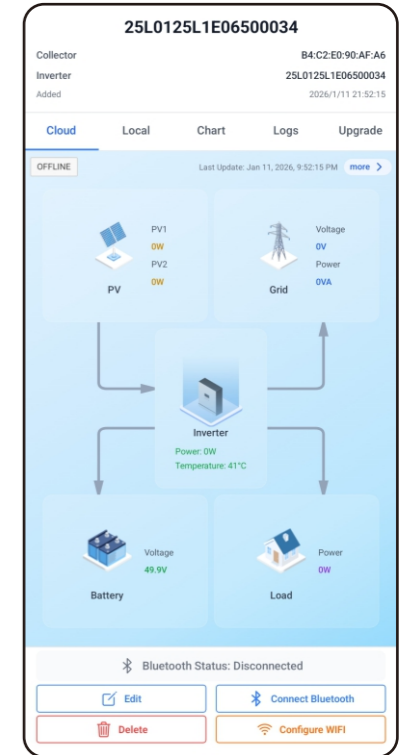 25L0125L1E06500034
Collector B4:C2:E0:90:AF:A6
Inverter 25L0125L1E06500034
Added 2026/1/11 21:52:15
Cloud Local Chart Logs Upgrade
OFFLINE Last Update: Jan 11, 2026, 9:52:15 PM more
PV1
0W
PV2
0W
PV
Voltage
0V
Power
0VA
Grid
Inverter
Power: 0W
Temperature: 41°C
Voltage
49.9V
Battery
Power
0W
Load
Bluetooth Status: Disconnected
Edit Connect Bluetooth
Delete Configure WIFI